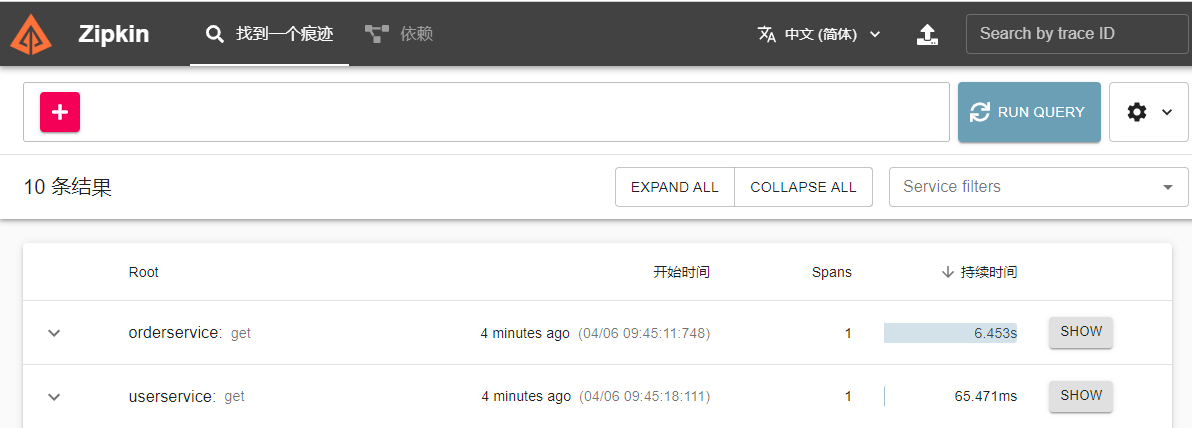 Zipkin 找到一个痕迹 依赖 中文 (简体) Search by trace ID
RUN QUERY
10 条结果 EXPAND ALL COLLAPSE ALL Service filters
Root 开始时间 Spans 持续时间
orderservice: get 4 minutes ago (04/06 09:45:11:748) 1 6.453s SHOW
userservice: get 4 minutes ago (04/06 09:45:18:111) 1 65.471ms SHOW